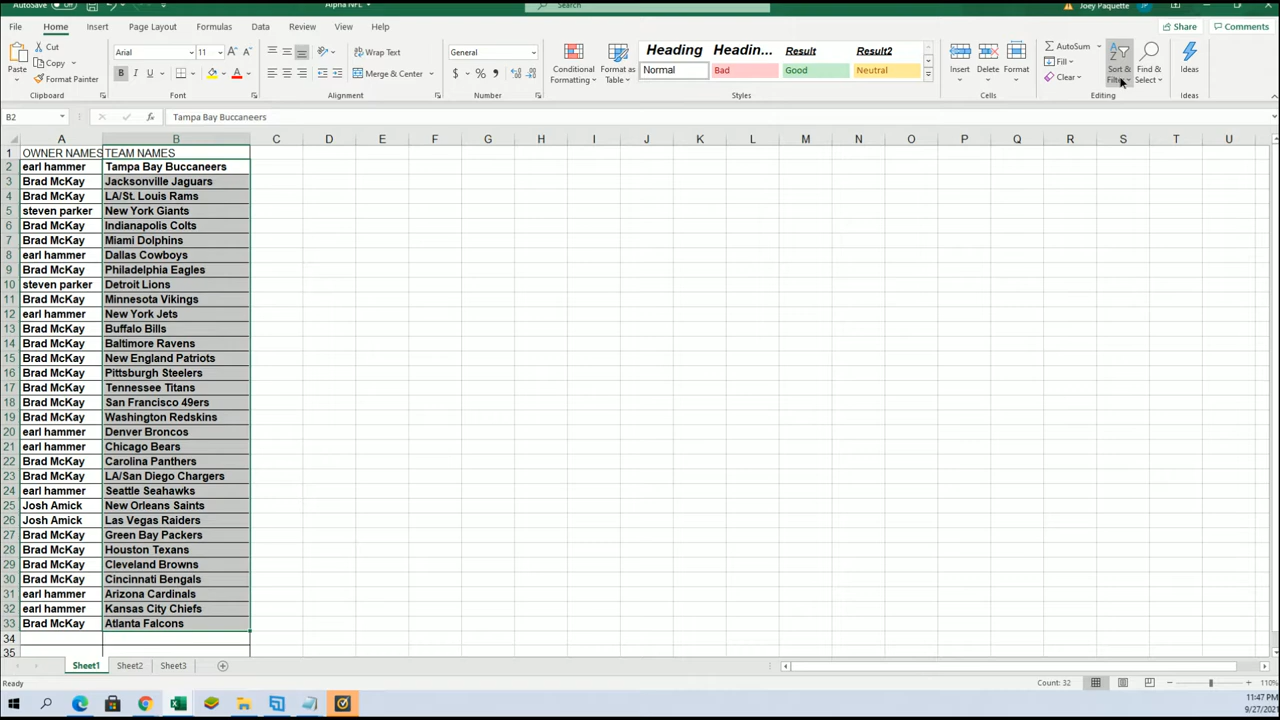 AutoSave Off Alpha NFL Search Joey Paquette JP
File Home Insert Page Layout Formulas Data Review View Help Share Comments
Paste Cut Copy Format Painter Clipboard
Arial 11 A A B I U A Font
ab Wrap Text Merge & Center Alignment
General $ % , Number
Conditional Formatting Format as Table
Heading Headin... Result Result2
Normal Bad Good Neutral Styles
Insert Delete Format Cells
AutoSum Fill Clear Sort & Filter Find & Select Editing
Ideas Ideas
B2 fx Tampa Bay Buccaneers
A B C D E F G H I J K L M N O P Q R S T U
1 OWNER NAMES TEAM NAMES
2 earl hammer Tampa Bay Buccaneers
3 Brad McKay Jacksonville Jaguars
4 Brad McKay LA/St. Louis Rams
5 steven parker New York Giants
6 Brad McKay Indianapolis Colts
7 Brad McKay Miami Dolphins
8 earl hammer Dallas Cowboys
9 Brad McKay Philadelphia Eagles
10 steven parker Detroit Lions
11 Brad McKay Minnesota Vikings
12 earl hammer New York Jets
13 Brad McKay Buffalo Bills
14 Brad McKay Baltimore Ravens
15 Brad McKay New England Patriots
16 Brad McKay Pittsburgh Steelers
17 Brad McKay Tennessee Titans
18 Brad McKay San Francisco 49ers
19 Brad McKay Washington Redskins
20 earl hammer Denver Broncos
21 earl hammer Chicago Bears
22 Brad McKay Carolina Panthers
23 Brad McKay LA/San Diego Chargers
24 earl hammer Seattle Seahawks
25 Josh Amick New Orleans Saints
26 Josh Amick Las Vegas Raiders
27 Brad McKay Green Bay Packers
28 Brad McKay Houston Texans
29 Brad McKay Cleveland Browns
30 Brad McKay Cincinnati Bengals
31 earl hammer Arizona Cardinals
32 earl hammer Kansas City Chiefs
33 Brad McKay Atlanta Falcons
34
35
Sheet1 Sheet2 Sheet3
Ready Count: 32 110%
11:47 PM
9/27/2021